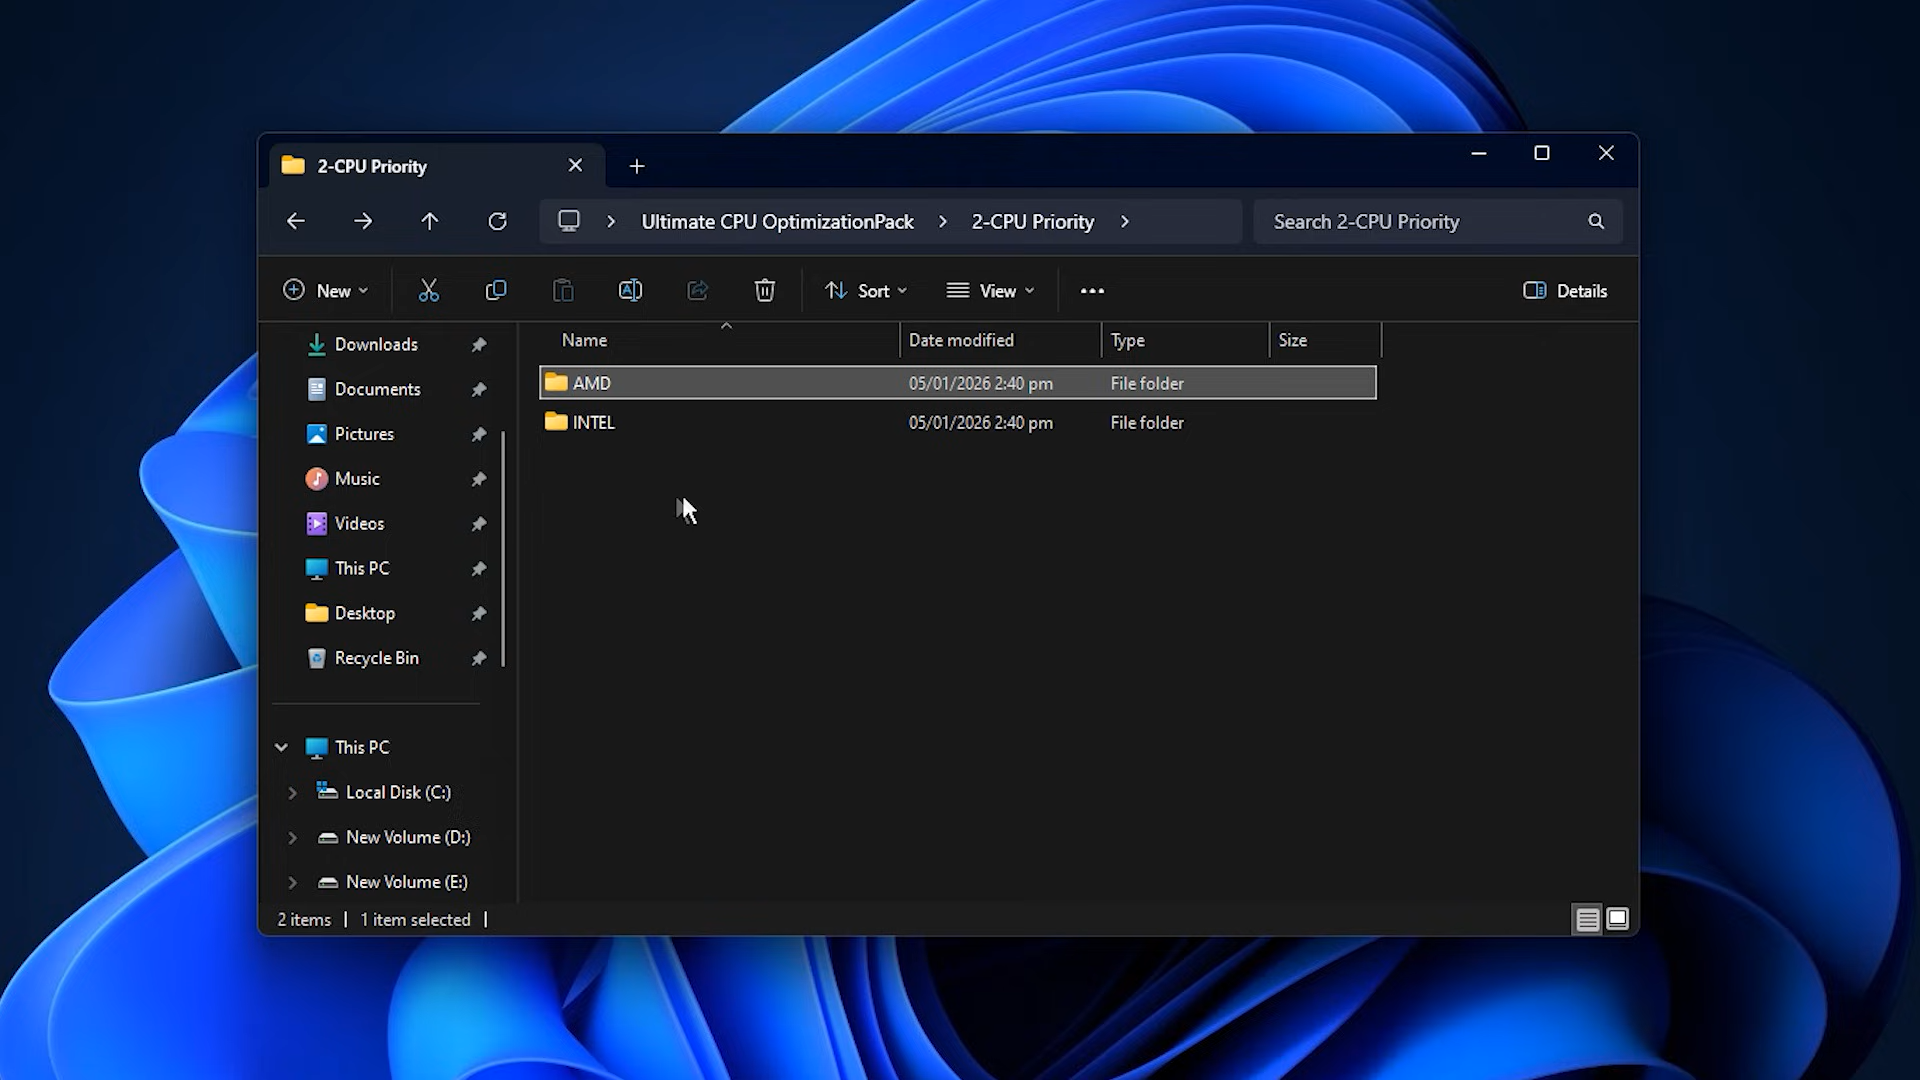 2-CPU Priority
Ultimate CPU OptimizationPack 2-CPU Priority
Search 2-CPU Priority
New
Sort
View
Details
Name Date modified Type Size
AMD 05/01/2026 2:40 pm File folder
INTEL 05/01/2026 2:40 pm File folder
Downloads
Documents
Pictures
Music
Videos
This PC
Desktop
Recycle Bin
This PC
Local Disk (C:)
New Volume (D:)
New Volume (E:)
2 items | 1 item selected |